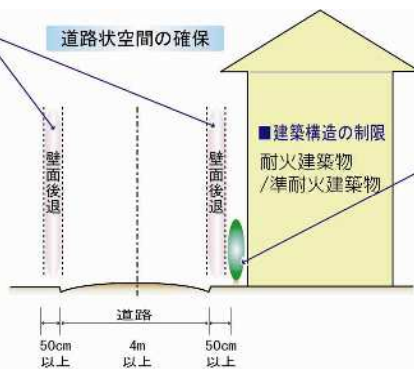 道路状空間の確保
壁面後退
壁面後退
■建築構造の制限
耐火建築物
/準耐火建築物
道路
50cm
以上
4m
以上
50cm
以上